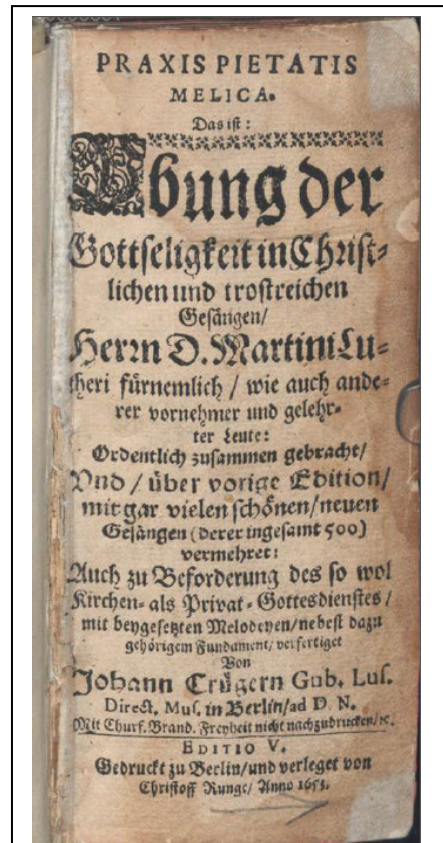 PRAXIS PIETATIS
MELICA.
Das ist:
Übung der
Gottseligkeit in Christ-
lichen und trostreichen
Gesängen/
Herrn D. Martini Lu-
theri fürnemlich / wie auch ande-
rer vornehmer und gelehr-
ter Leute:
Ordentlich zusammen gebracht/
Vnd / über vorige Edition/
mit gar vielen schönen/neuen
Gesängen (derer ingesamt 500)
vermehret:
Auch zu Beforderung des so wol
Kirchen- als Privat-Gottesdienstes /
mit beygesetzten Melodeyen/nebest dazu
gehörigem Fundament/ verfertiget
Von
Johann Crügern Gub. Lus.
Direct. Mus. in Berlin/ad D. N.
Mit Churf. Brand. Freyheit nicht nachzudrucken/ꝛc.
EDITIO V.
Gedruckt zu Berlin/und verleget von
Christoff Runge/ Anno 1653.